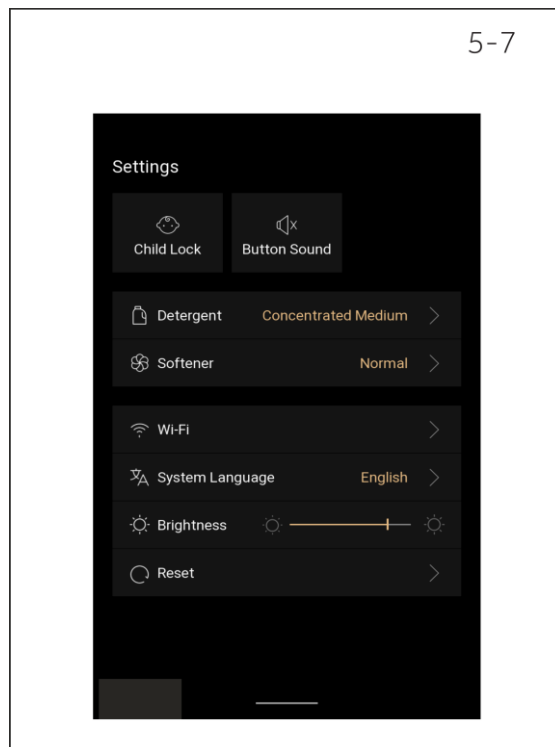 5-7
Settings
Child Lock
Button Sound
Detergent Concentrated Medium
Softener Normal
Wi-Fi
System Language English
Brightness
Reset